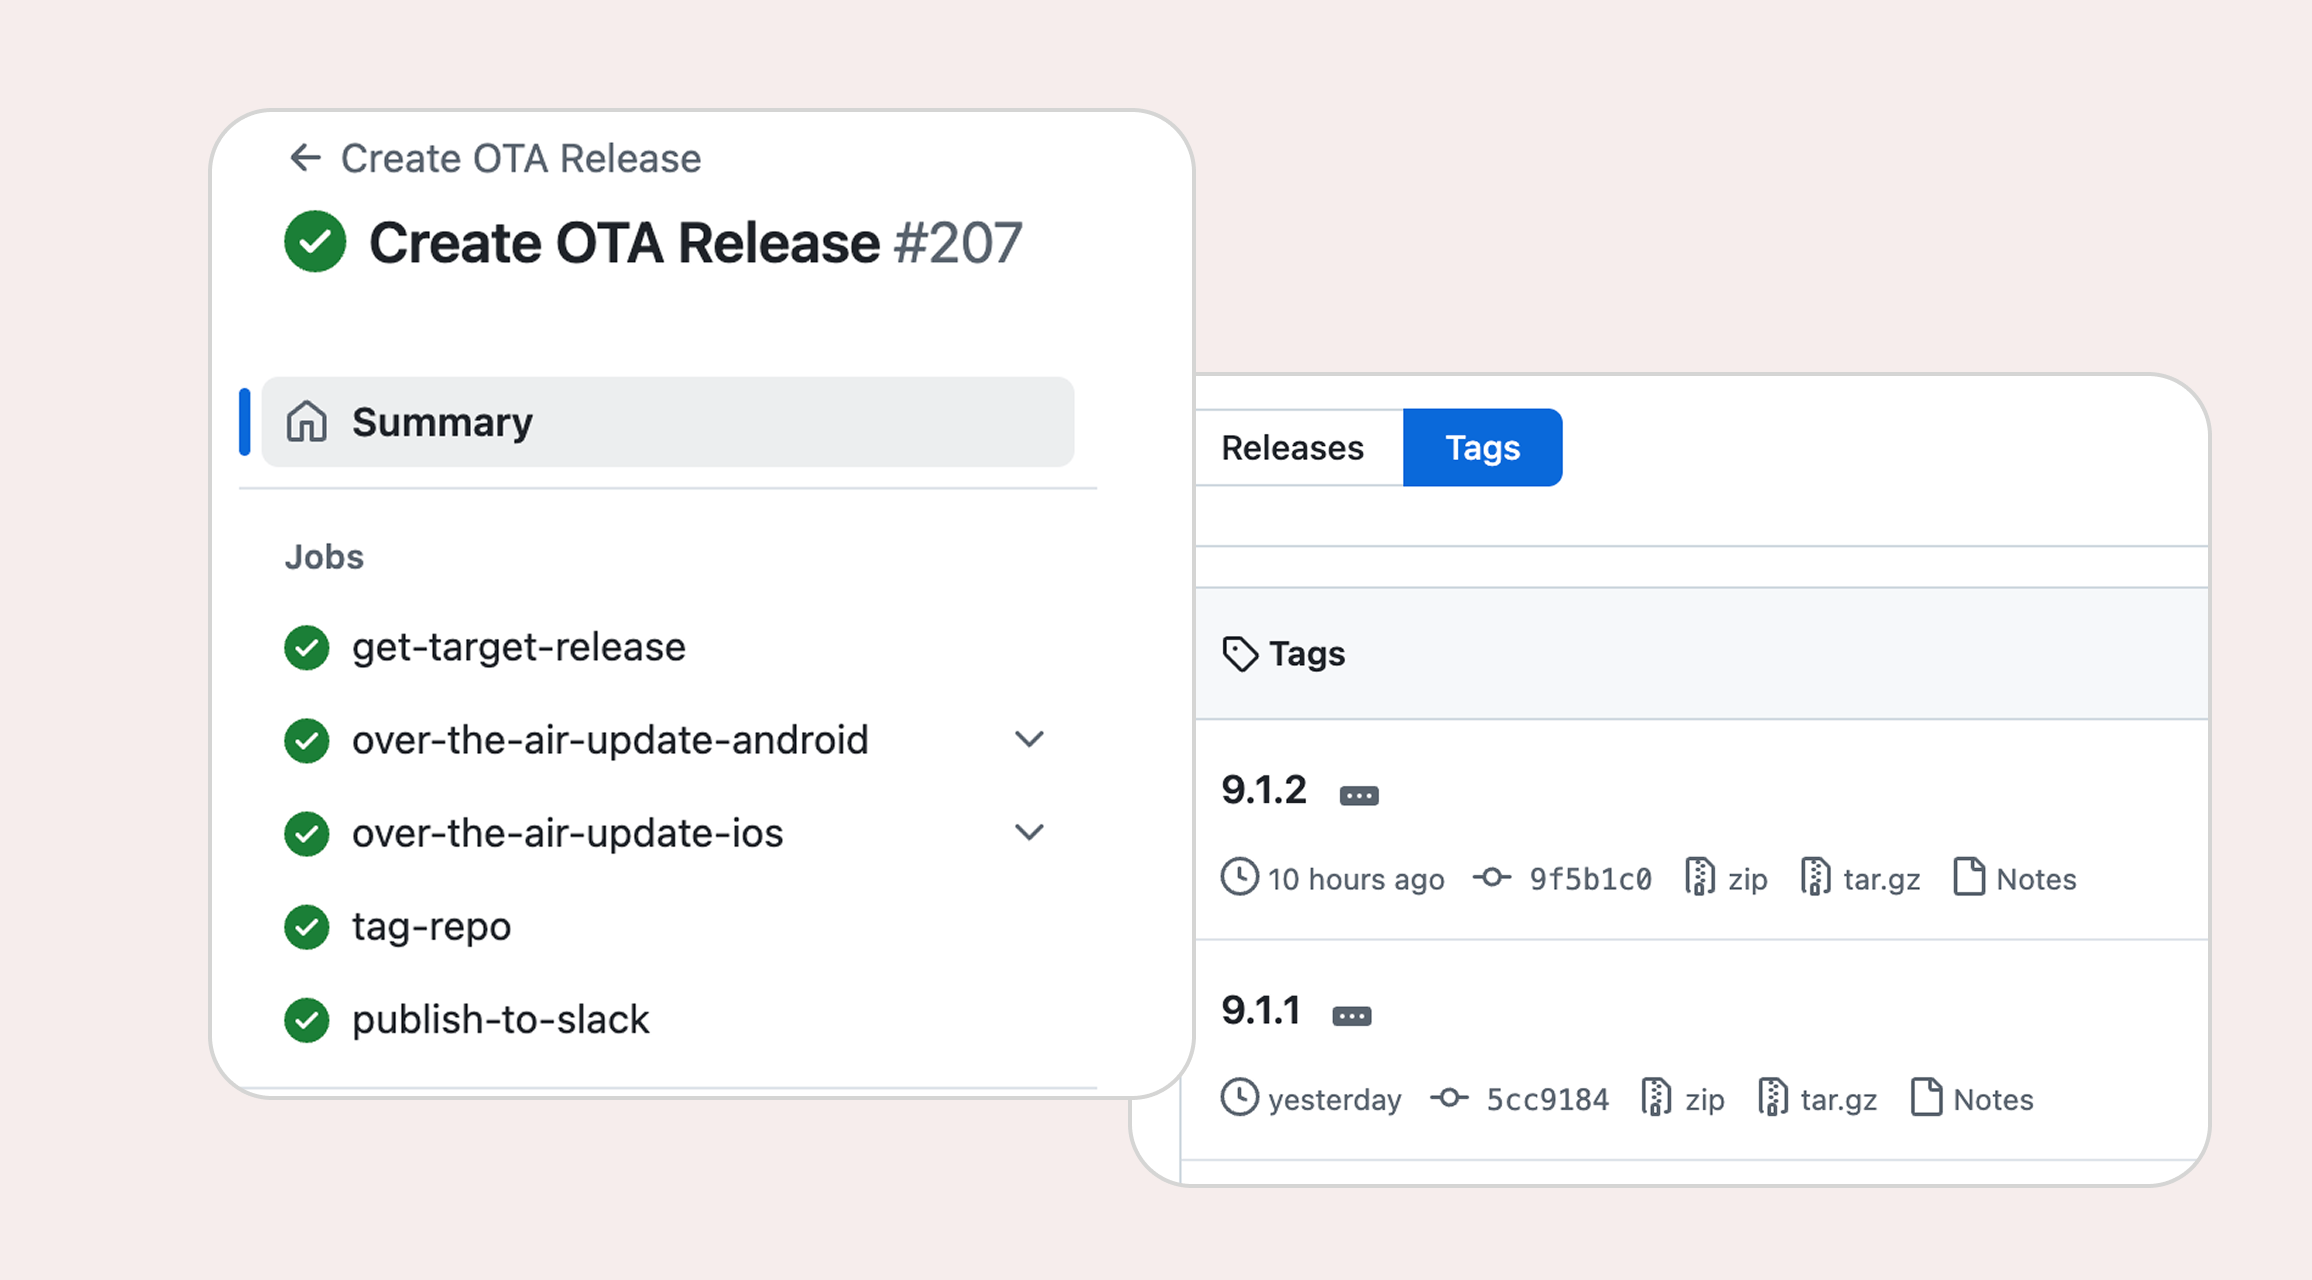 Create OTA Release
Create OTA Release #207
Summary
Jobs
get-target-release
over-the-air-update-android
over-the-air-update-ios
tag-repo
publish-to-slack
Releases Tags
Tags
9.1.2
10 hours ago 9f5b1c0 zip tar.gz Notes
9.1.1
yesterday 5cc9184 zip tar.gz Notes